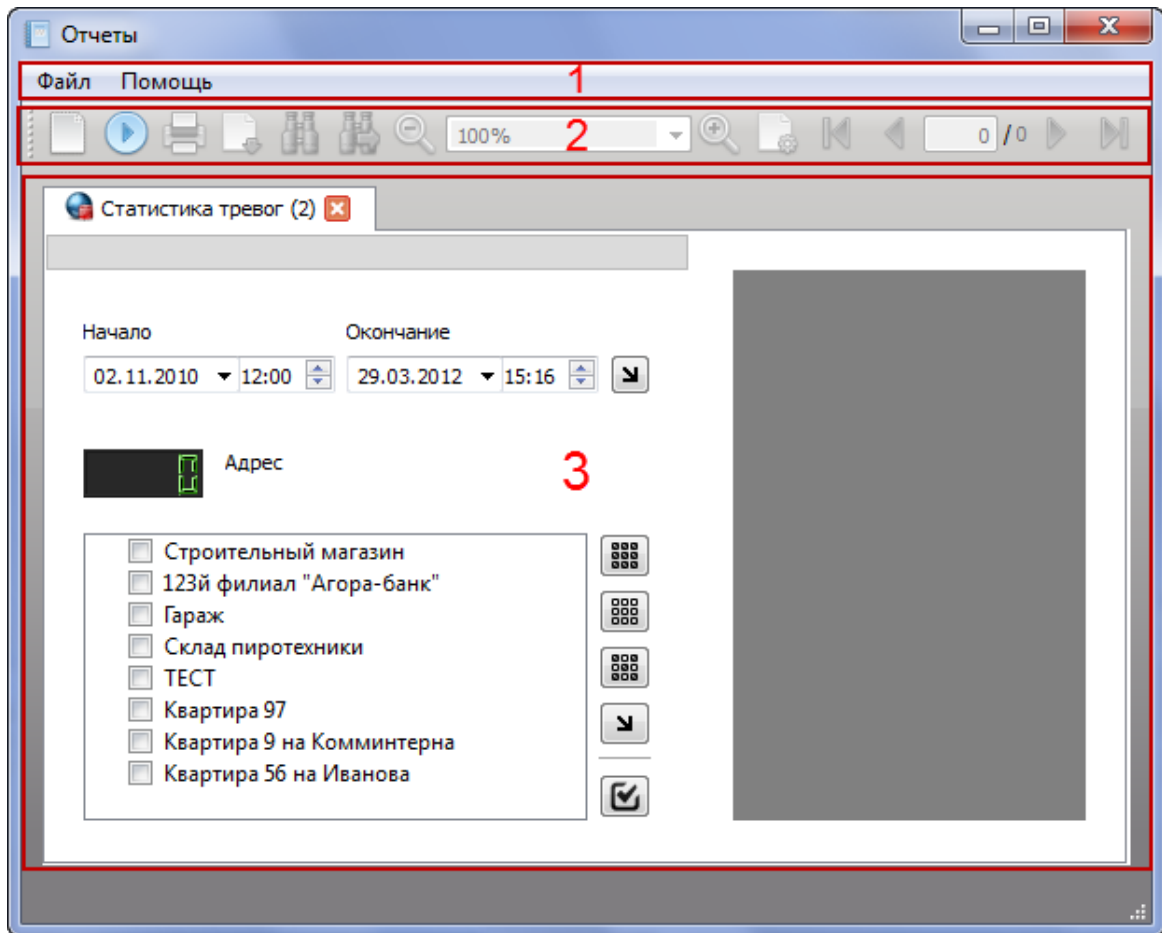 Отчеты
Файл Помощь 1
100% 2 0 / 0
Статистика тревог (2)
Начало Окончание
02.11.2010 12:00 29.03.2012 15:16
0 Адрес 3
Строительный магазин
123й филиал "Агора-банк"
Гараж
Склад пиротехники
ТЕСТ
Квартира 97
Квартира 9 на Комминтерна
Квартира 56 на Иванова